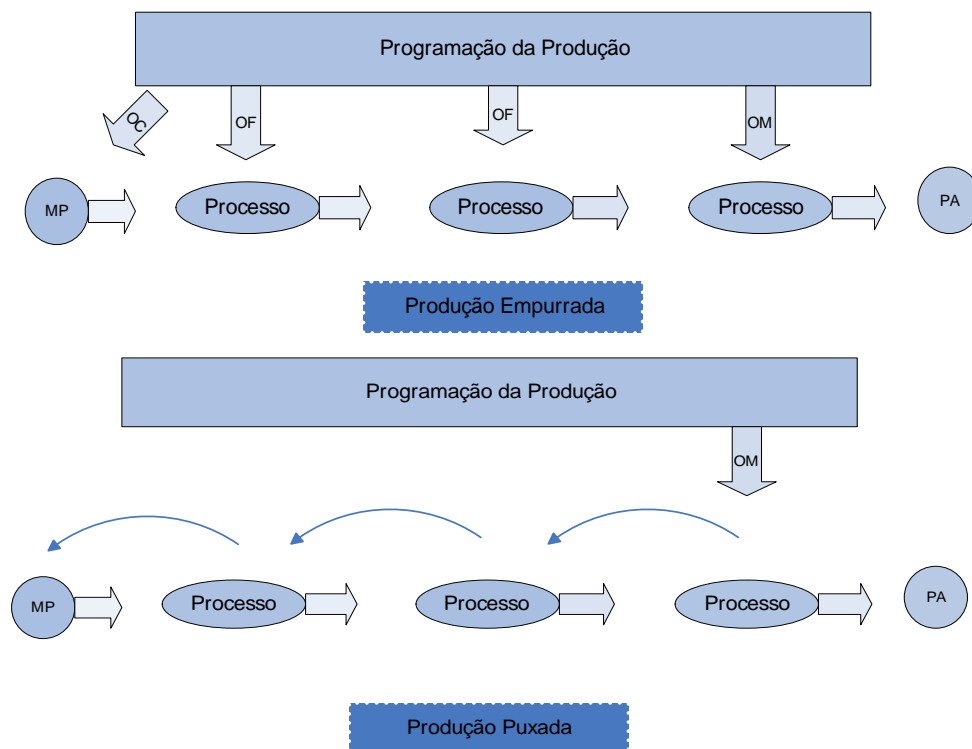 Programação da Produção
OC
OF
OF
OM
MP
Processo
Processo
Processo
PA
Produção Empurrada
Programação da Produção
OM
MP
Processo
Processo
Processo
PA
Produção Puxada